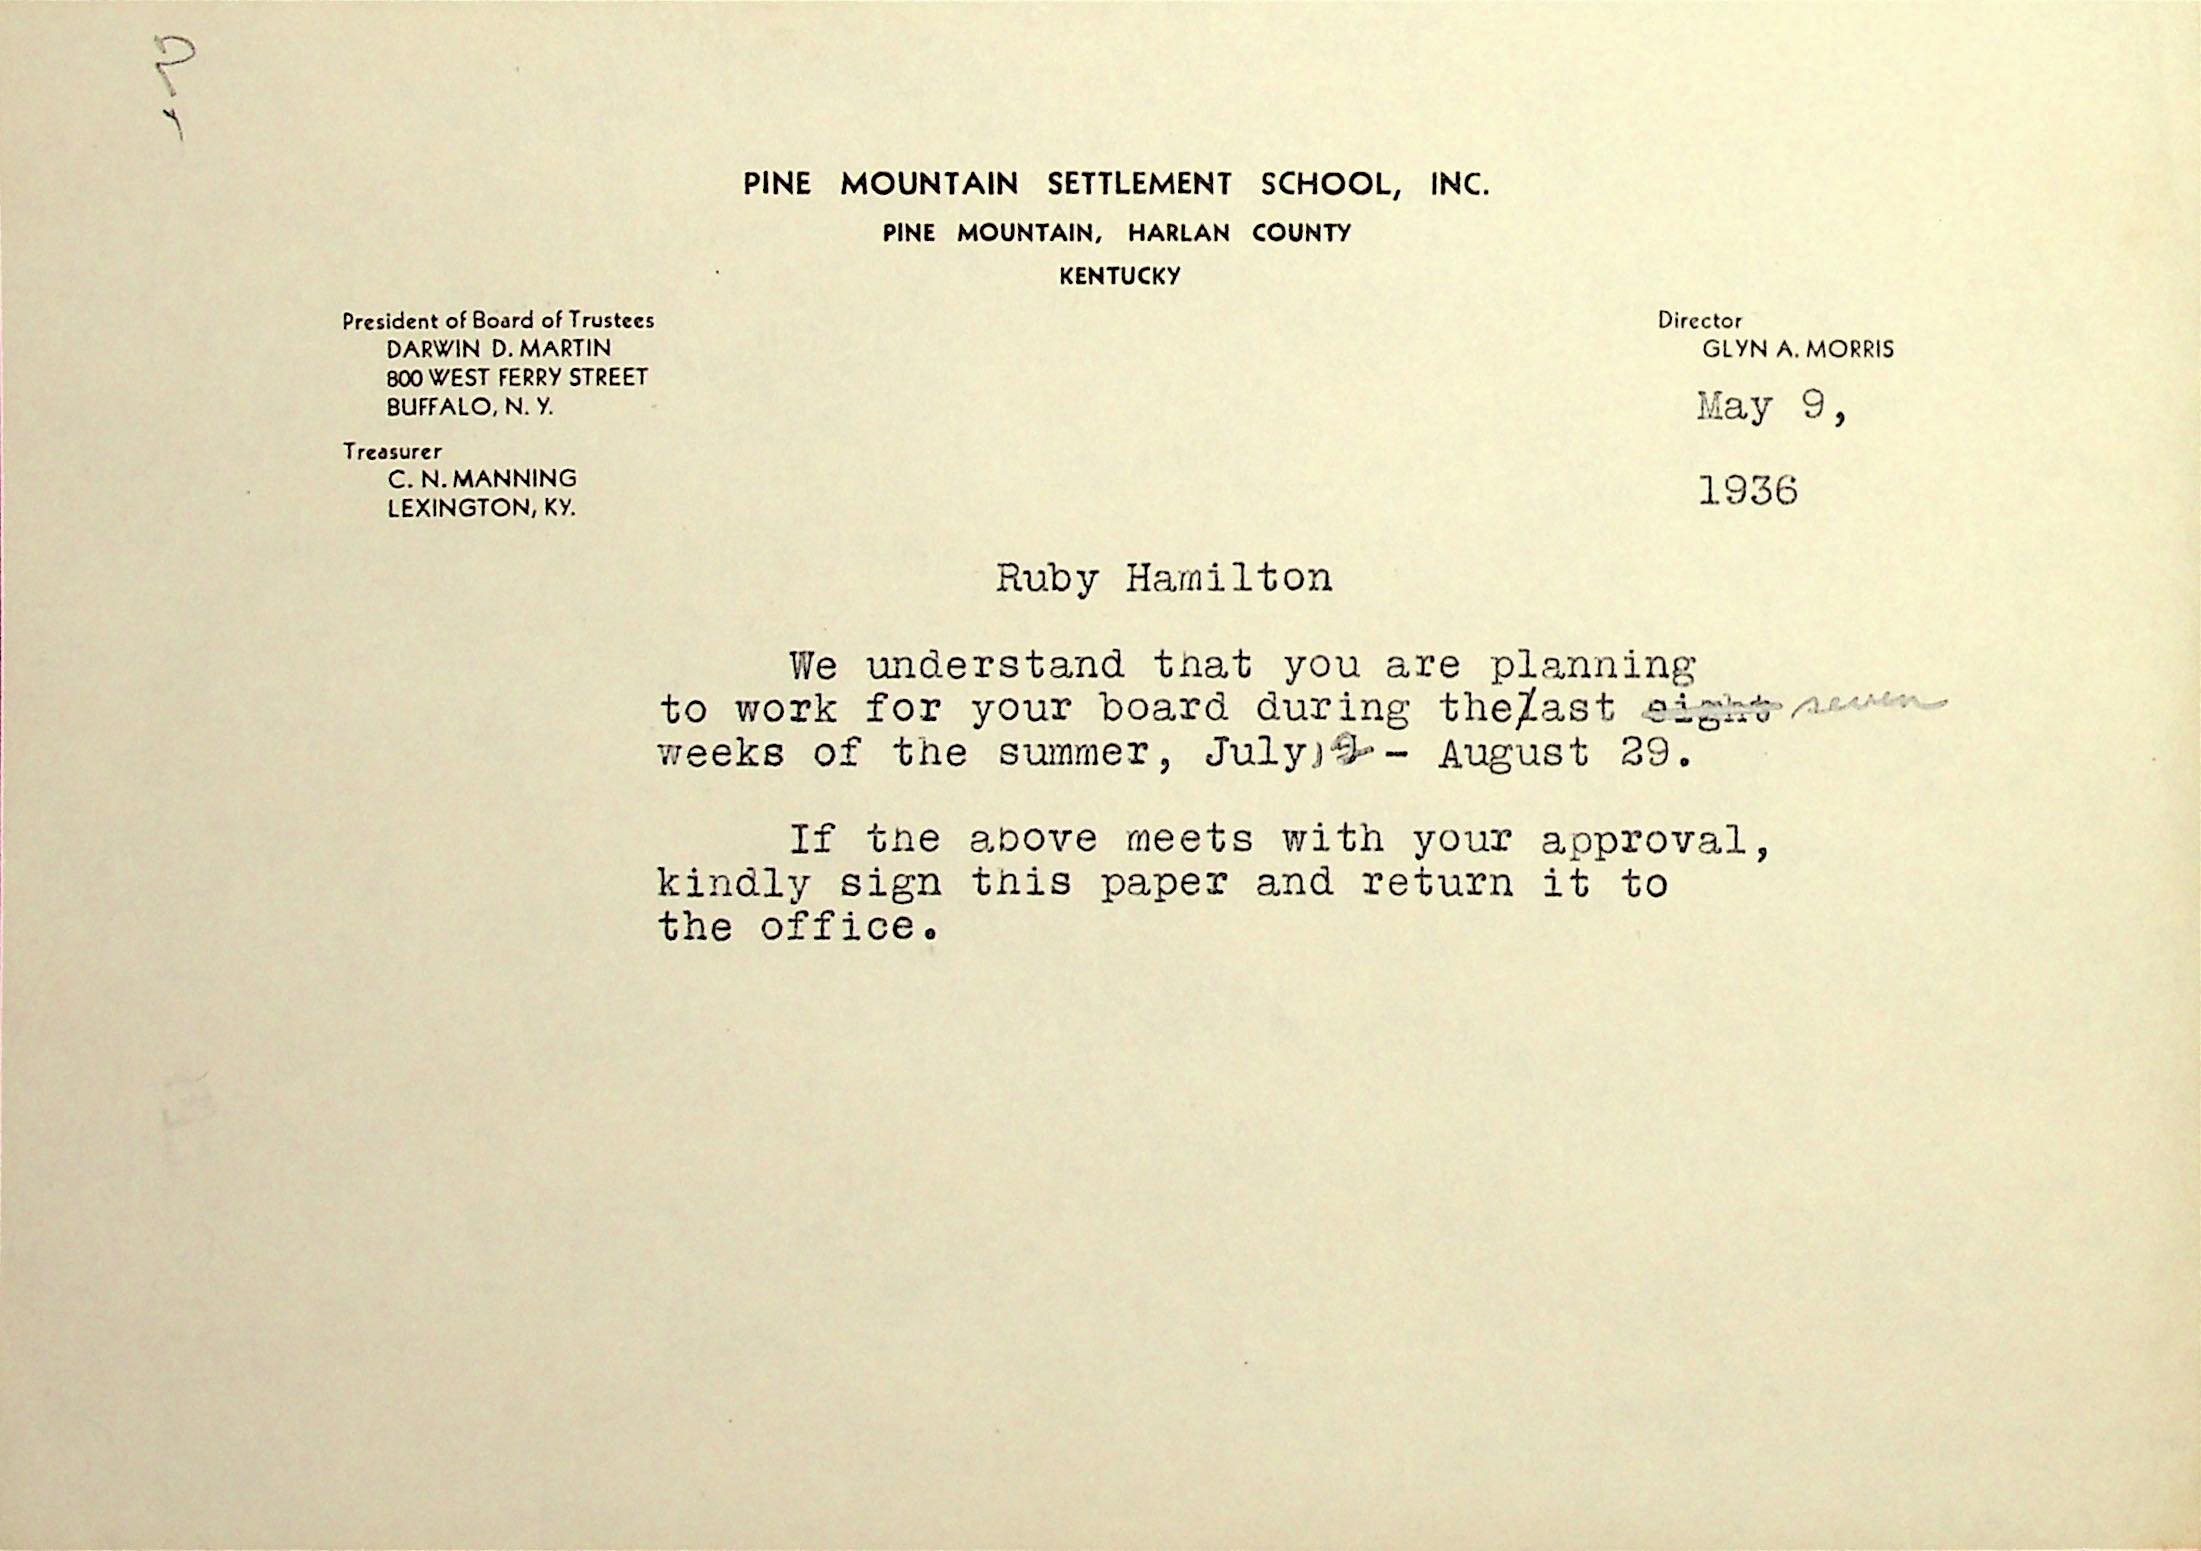 PINE MOUNTAIN SETTLEMENT SCHOOL, INC.
PINE MOUNTAIN, HARLAN COUNTY
KENTUCKY
President of Board of Trustees
DARWIN D. MARTIN
800 WEST FERRY STREET
BUFFALO, N. Y.
Treasurer
C. N. MANNING
LEXINGTON, KY.
Director
GLYN A. MORRIS
May 9,
1936
Ruby Hamilton
We understand that you are planning
to work for your board during the/last eight seven
weeks of the summer, July - August 29.
If the above meets with your approval,
kindly sign this paper and return it to
the office.